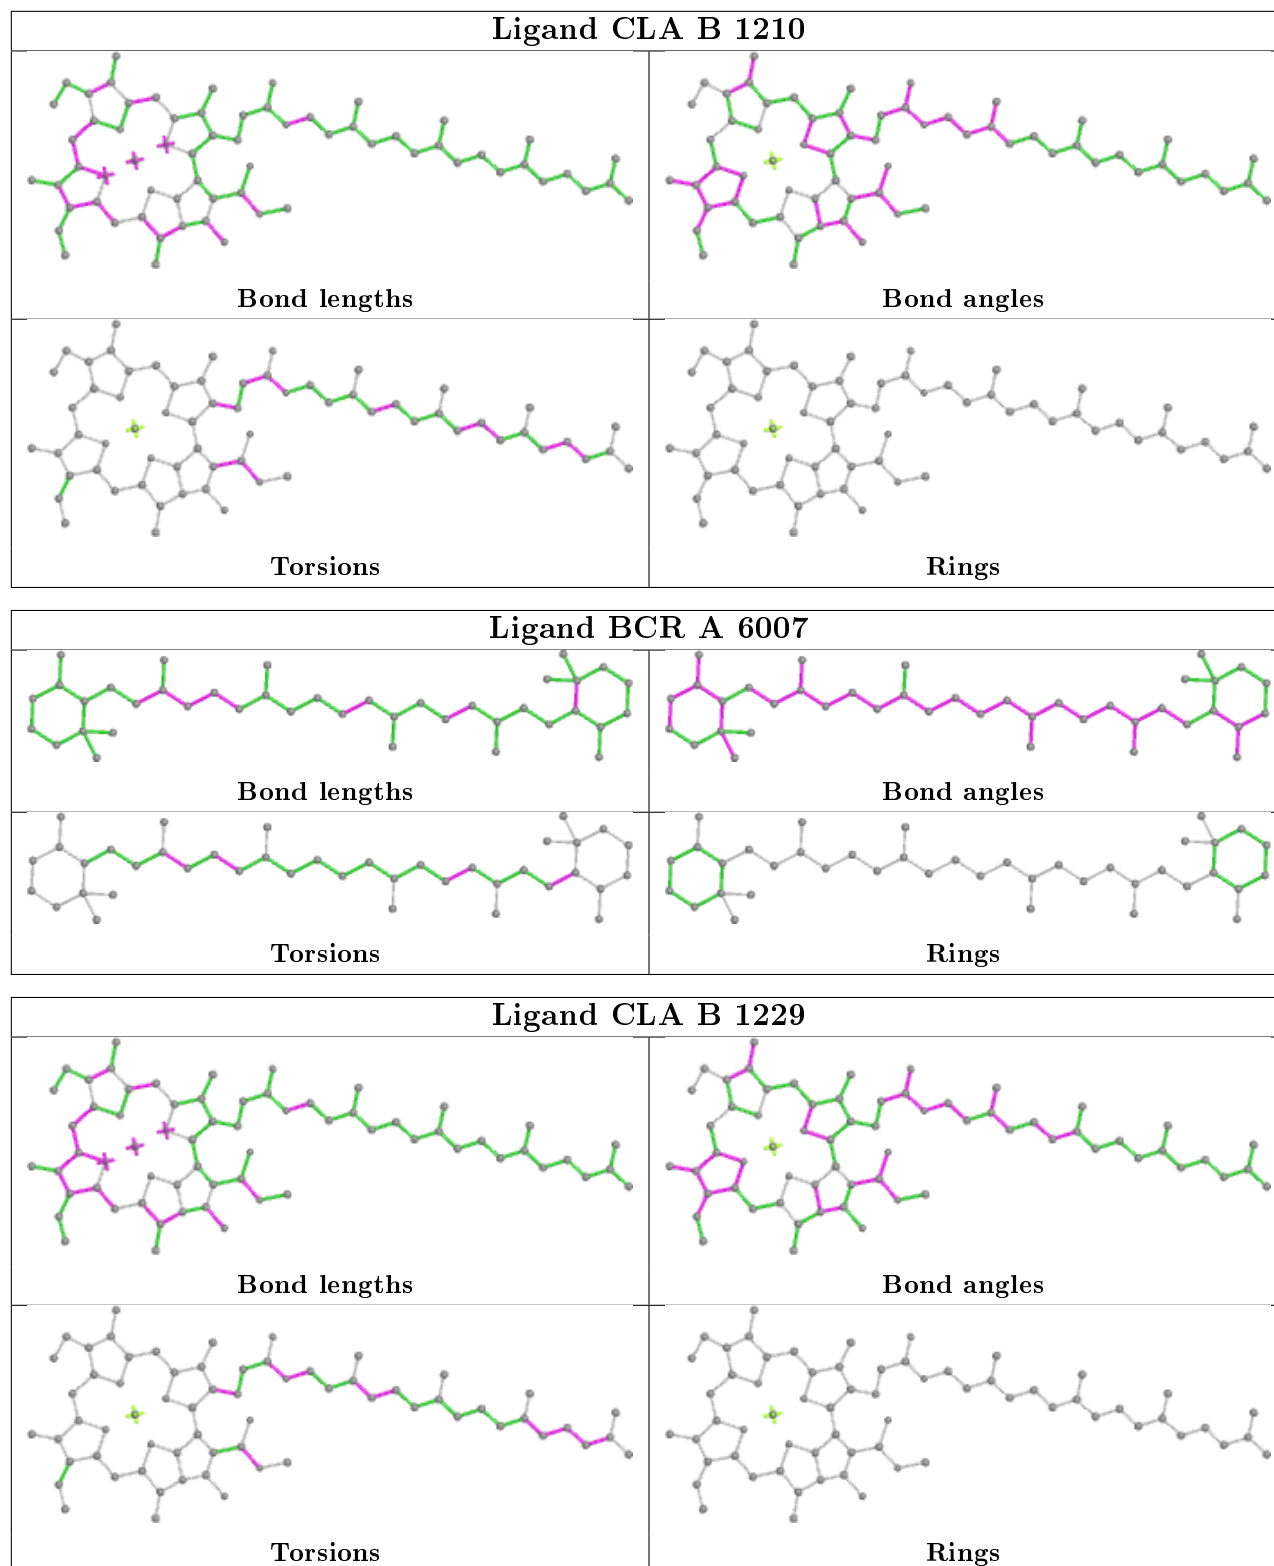 Ligand CLA B 1210
Bond lengths
Bond angles
Torsions
Rings
Ligand BCR A 6007
Bond lengths
Bond angles
Torsions
Rings
Ligand CLA B 1229
Bond lengths
Bond angles
Torsions
Rings